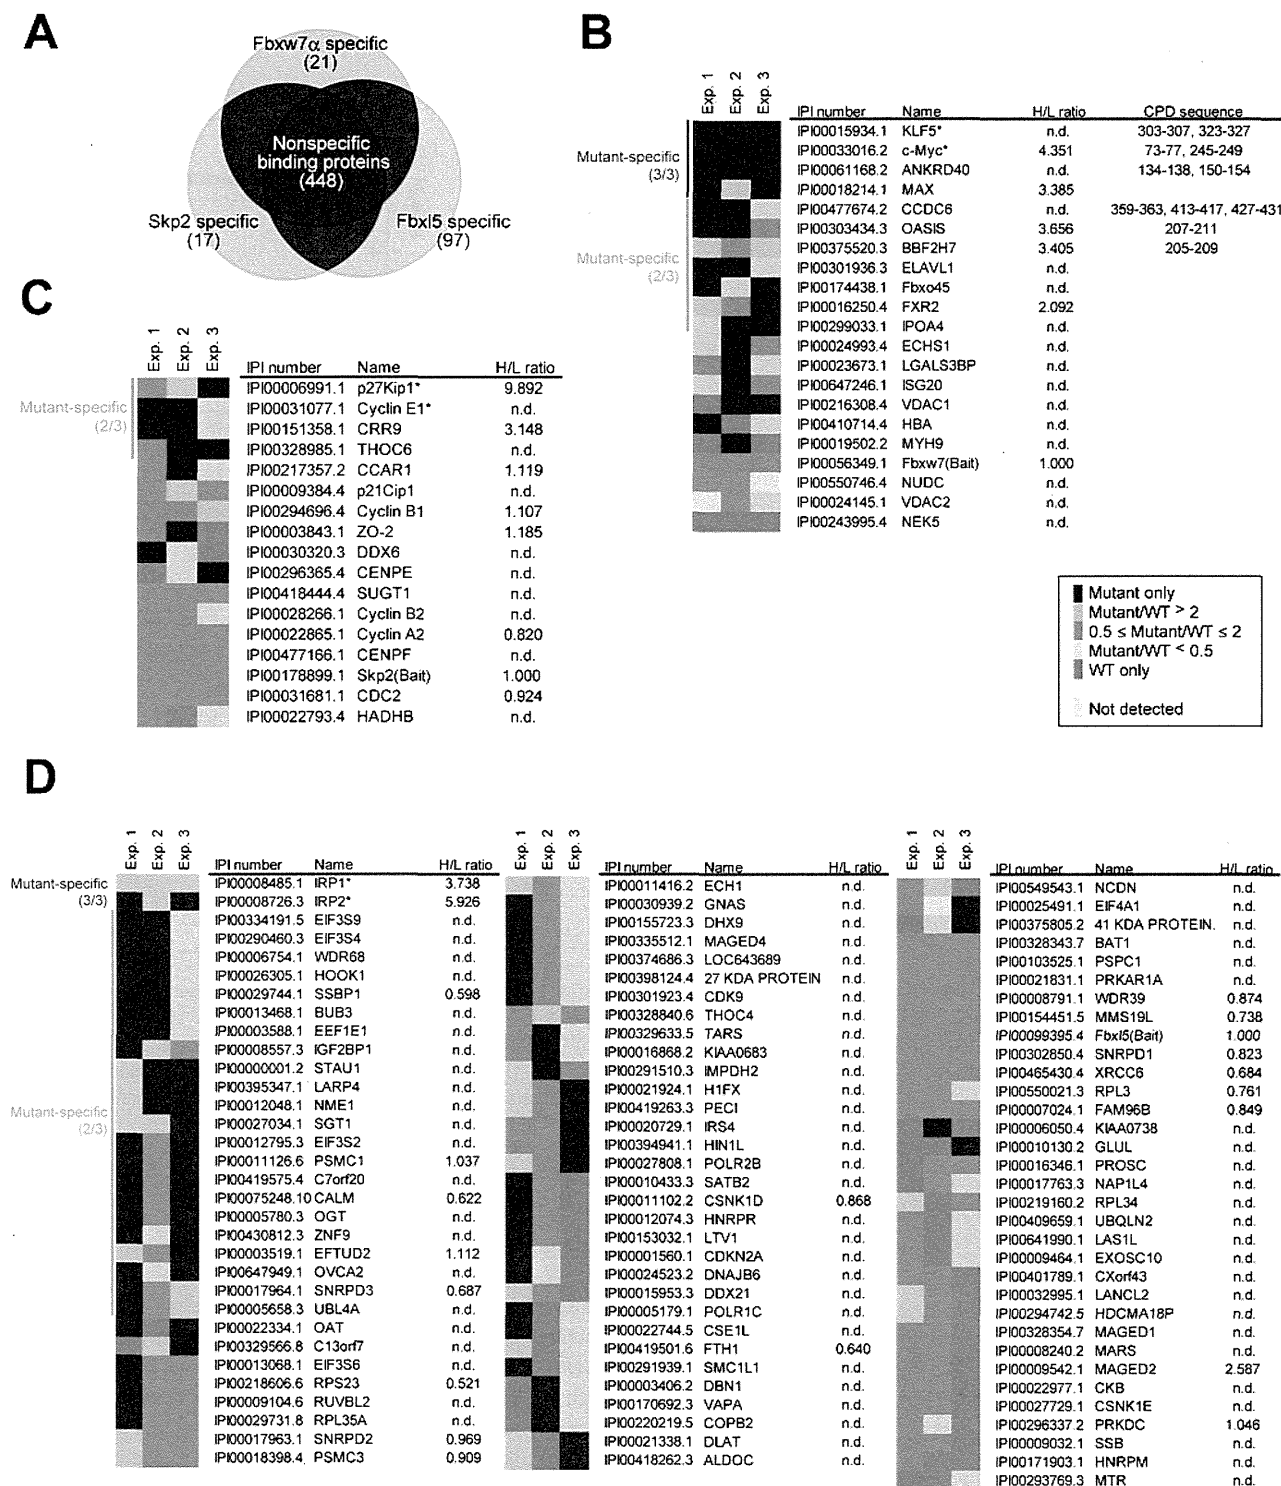 A
Fbxw7α specific
(21)
Nonspecific
binding proteins
(448)
Skp2 specific
(17)
Fbxl5 specific
(97)
B
Exp. 1
Exp. 2
Exp. 3
IPI number Name H/L ratio CPD sequence
Mutant-specific
(3/3)
Mutant-specific
(2/3)
IPI00015934.1 KLF5* n.d. 303-307, 323-327
IPI00033016.2 c-Myc* 4.351 73-77, 245-249
IPI00061168.2 ANKRD40 n.d. 134-138, 150-154
IPI00018214.1 MAX 3.385
IPI00477674.2 CCDC6 n.d. 359-363, 413-417, 427-431
IPI00303434.3 OASIS 3.656 207-211
IPI00375520.3 BBF2H7 3.405 205-209
IPI00301936.3 ELAVL1 n.d.
IPI00174438.1 Fbxo45 n.d.
IPI00016250.4 FXR2 2.092
IPI00299033.1 IPOA4 n.d.
IPI00024993.4 ECHS1 n.d.
IPI00023673.1 LGALS3BP n.d.
IPI00647246.1 ISG20 n.d.
IPI00216308.4 VDAC1 n.d.
IPI00410714.4 HBA n.d.
IPI00019502.2 MYH9 n.d.
IPI00056349.1 Fbxw7(Bait) 1.000
IPI00550746.4 NUDC n.d.
IPI00024145.1 VDAC2 n.d.
IPI00243995.4 NEK5 n.d.
C
Exp. 1
Exp. 2
Exp. 3
IPI number Name H/L ratio
Mutant-specific
(2/3)
IPI00006991.1 p27Kip1* 9.892
IPI00031077.1 Cyclin E1* n.d.
IPI00151358.1 CRR9 3.148
IPI00328985.1 THOC6 n.d.
IPI00217357.2 CCAR1 1.119
IPI00009384.4 p21Cip1 n.d.
IPI00294696.4 Cyclin B1 1.107
IPI00003843.1 ZO-2 1.185
IPI00030320.3 DDX6 n.d.
IPI00296365.4 CENPE n.d.
IPI00418444.4 SUGT1 n.d.
IPI00028266.1 Cyclin B2 n.d.
IPI00022865.1 Cyclin A2 0.820
IPI00477166.1 CENPF n.d.
IPI00178899.1 Skp2(Bait) 1.000
IPI00031681.1 CDC2 0.924
IPI00022793.4 HADHB n.d.
Mutant only
Mutant/WT > 2
0.5 ≤ Mutant/WT ≤ 2
Mutant/WT < 0.5
WT only
Not detected
D
Exp. 1
Exp. 2
Exp. 3
IPI number Name H/L ratio
Mutant-specific
(3/3)
Mutant-specific
(2/3)
IPI00008485.1 IRP1* 3.738
IPI00008726.3 IRP2* 5.926
IPI00334191.5 EIF3S9 n.d.
IPI00290460.3 EIF3S4 n.d.
IPI00006754.1 WDR68 n.d.
IPI00026305.1 HOOK1 n.d.
IPI00029744.1 SSBP1 0.598
IPI00013468.1 BUB3 n.d.
IPI00003588.1 EEF1E1 n.d.
IPI00008557.3 IGF2BP1 n.d.
IPI00000001.2 STAU1 n.d.
IPI00395347.1 LARP4 n.d.
IPI00012048.1 NME1 n.d.
IPI00027034.1 SGT1 n.d.
IPI00012795.3 EIF3S2 n.d.
IPI00011126.6 PSMC1 1.037
IPI00419575.4 C7orf20 n.d.
IPI00075248.10 CALM 0.622
IPI00005780.3 OGT n.d.
IPI00430812.3 ZNF9 n.d.
IPI00003519.1 EFTUD2 1.112
IPI00647949.1 OVCA2 n.d.
IPI00017964.1 SNRPD3 0.687
IPI00005658.3 UBL4A n.d.
IPI00022334.1 OAT n.d.
IPI00329566.8 C13orf7 n.d.
IPI00013068.1 EIF3S6 n.d.
IPI00218606.6 RPS23 0.521
IPI00009104.6 RUVBL2 n.d.
IPI00029731.8 RPL35A n.d.
IPI00017963.1 SNRPD2 0.969
IPI00018398.4 PSMC3 0.909
Exp. 1
Exp. 2
Exp. 3
IPI number Name H/L ratio
IPI00011416.2 ECH1 n.d.
IPI00030939.2 GNAS n.d.
IPI00155723.3 DHX9 n.d.
IPI00335512.1 MAGED4 n.d.
IPI00374686.3 LOC643689 n.d.
IPI00398124.4 27 KDA PROTEIN n.d.
IPI00301923.4 CDK9 n.d.
IPI00328840.6 THOC4 n.d.
IPI00329633.5 TARS n.d.
IPI00016868.2 KIAA0683 n.d.
IPI00291510.3 IMPDH2 n.d.
IPI00021924.1 H1FX n.d.
IPI00419263.3 PECI n.d.
IPI00020729.1 IRS4 n.d.
IPI00394941.1 HIN1L n.d.
IPI00027808.1 POLR2B n.d.
IPI00010433.3 SATB2 n.d.
IPI00011102.2 CSNK1D 0.868
IPI00012074.3 HNRPR n.d.
IPI00153032.1 LTV1 n.d.
IPI00001560.1 CDKN2A n.d.
IPI00024523.2 DNAJB6 n.d.
IPI00015953.3 DDX21 n.d.
IPI00005179.1 POLR1C n.d.
IPI00022744.5 CSE1L n.d.
IPI00419501.6 FTH1 0.640
IPI00291939.1 SMC1L1 n.d.
IPI00003406.2 DBN1 n.d.
IPI00170692.3 VAPA n.d.
IPI00220219.5 COPB2 n.d.
IPI00021338.1 DLAT n.d.
IPI00418262.3 ALDOC n.d.
Exp. 1
Exp. 2
Exp. 3
IPI number Name H/L ratio
IPI00549543.1 NCDN n.d.
IPI00025491.1 EIF4A1 n.d.
IPI00375805.2 41 KDA PROTEIN. n.d.
IPI00328343.7 BAT1 n.d.
IPI00103525.1 PSPC1 n.d.
IPI00021831.1 PRKAR1A n.d.
IPI00008791.1 WDR39 0.874
IPI00154451.5 MMS19L 0.738
IPI00099395.4 Fbxl5(Bait) 1.000
IPI00302850.4 SNRPD1 0.823
IPI00465430.4 XRCC6 0.684
IPI00550021.3 RPL3 0.761
IPI00007024.1 FAM96B 0.849
IPI00006050.4 KIAA0738 n.d.
IPI00010130.2 GLUL n.d.
IPI00016346.1 PROSC n.d.
IPI00017763.3 NAP1L4 n.d.
IPI00219160.2 RPL34 n.d.
IPI00409659.1 UBQLN2 n.d.
IPI00641990.1 LAS1L n.d.
IPI00009464.1 EXOSC10 n.d.
IPI00401789.1 CXorf43 n.d.
IPI00032995.1 LANCL2 n.d.
IPI00294742.5 HDCMA18P n.d.
IPI00328354.7 MAGED1 n.d.
IPI00008240.2 MARS n.d.
IPI00009542.1 MAGED2 2.587
IPI00022977.1 CKB n.d.
IPI00027729.1 CSNK1E n.d.
IPI00296337.2 PRKDC 1.046
IPI00009032.1 SSB n.d.
IPI00171903.1 HNRPM n.d.
IPI00293769.3 MTR n.d.